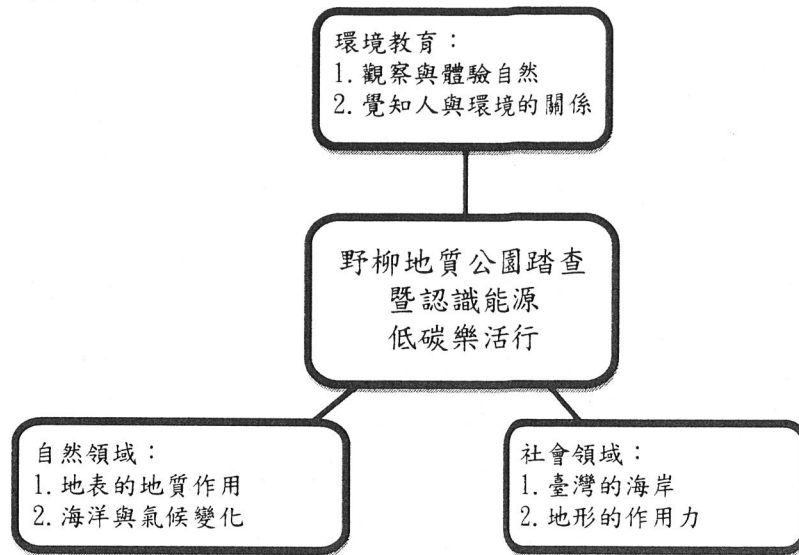 環境教育：
1. 觀察與體驗自然
2. 覺知人與環境的關係
野柳地質公園踏查
暨認識能源
低碳樂活行
自然領域：
1. 地表的地質作用
2. 海洋與氣候變化
社會領域：
1. 臺灣的海岸
2. 地形的作用力